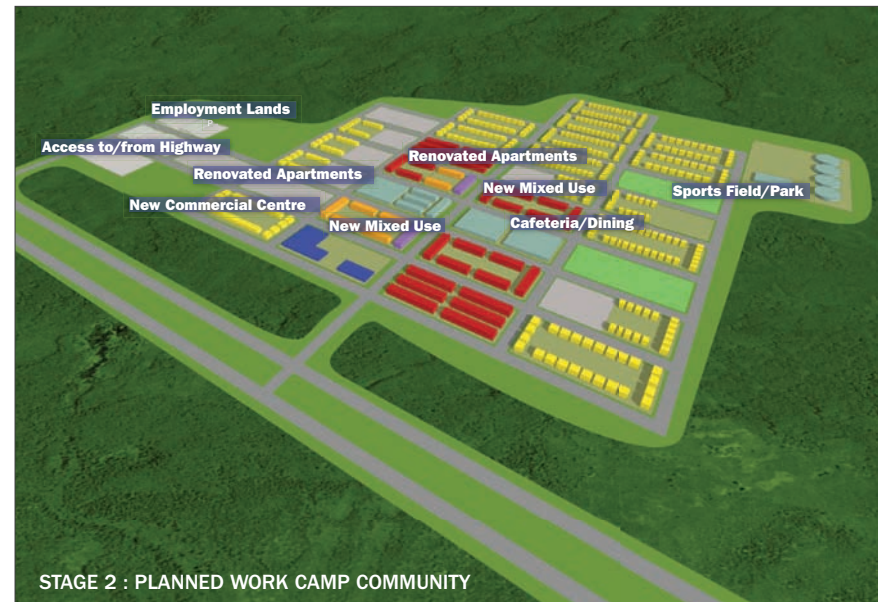 Employment Lands
P
Access to/from Highway
Renovated Apartments
Renovated Apartments
New Mixed Use
Sports Field/Park
New Commercial Centre
New Mixed Use
Cafeteria/Dining
STAGE 2 : PLANNED WORK CAMP COMMUNITY